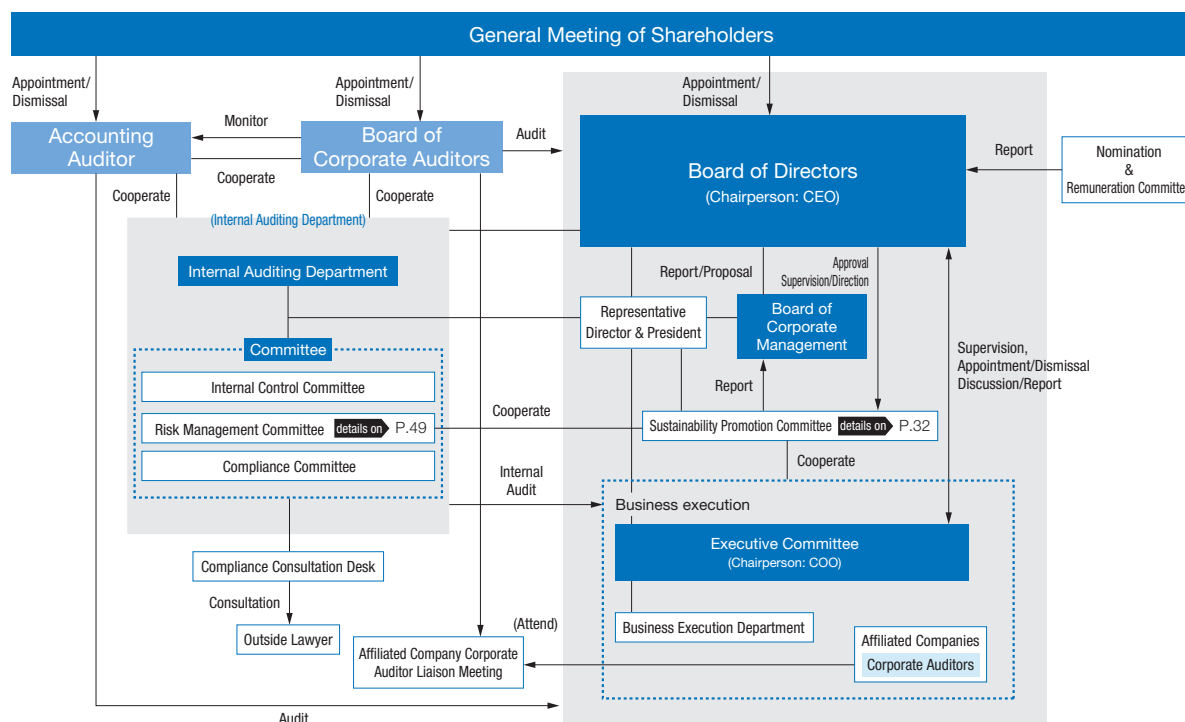 General Meeting of Shareholders
Appointment/
Dismissal
Appointment/
Dismissal
Appointment/
Dismissal
Accounting
Auditor
Monitor
Board of
Corporate Auditors
Audit
Cooperate
Cooperate
Cooperate
Board of Directors
(Chairperson: CEO)
Report
Nomination
&
Remuneration Committee
(Internal Auditing Department)
Internal Auditing Department
Report/Proposal
Approval
Supervision/Direction
Representative
Director & President
Board of
Corporate
Management
Supervision,
Appointment/Dismissal
Discussion/Report
Committee
Internal Control Committee
Risk Management Committee details on P.49
Compliance Committee
Report
Cooperate
Sustainability Promotion Committee details on P.32
Cooperate
Internal
Audit
Business execution
Executive Committee
(Chairperson: COO)
Compliance Consultation Desk
Consultation
Outside Lawyer
(Attend)
Affiliated Company Corporate
Auditor Liaison Meeting
Business Execution Department
Affiliated Companies
Corporate Auditors
Audit